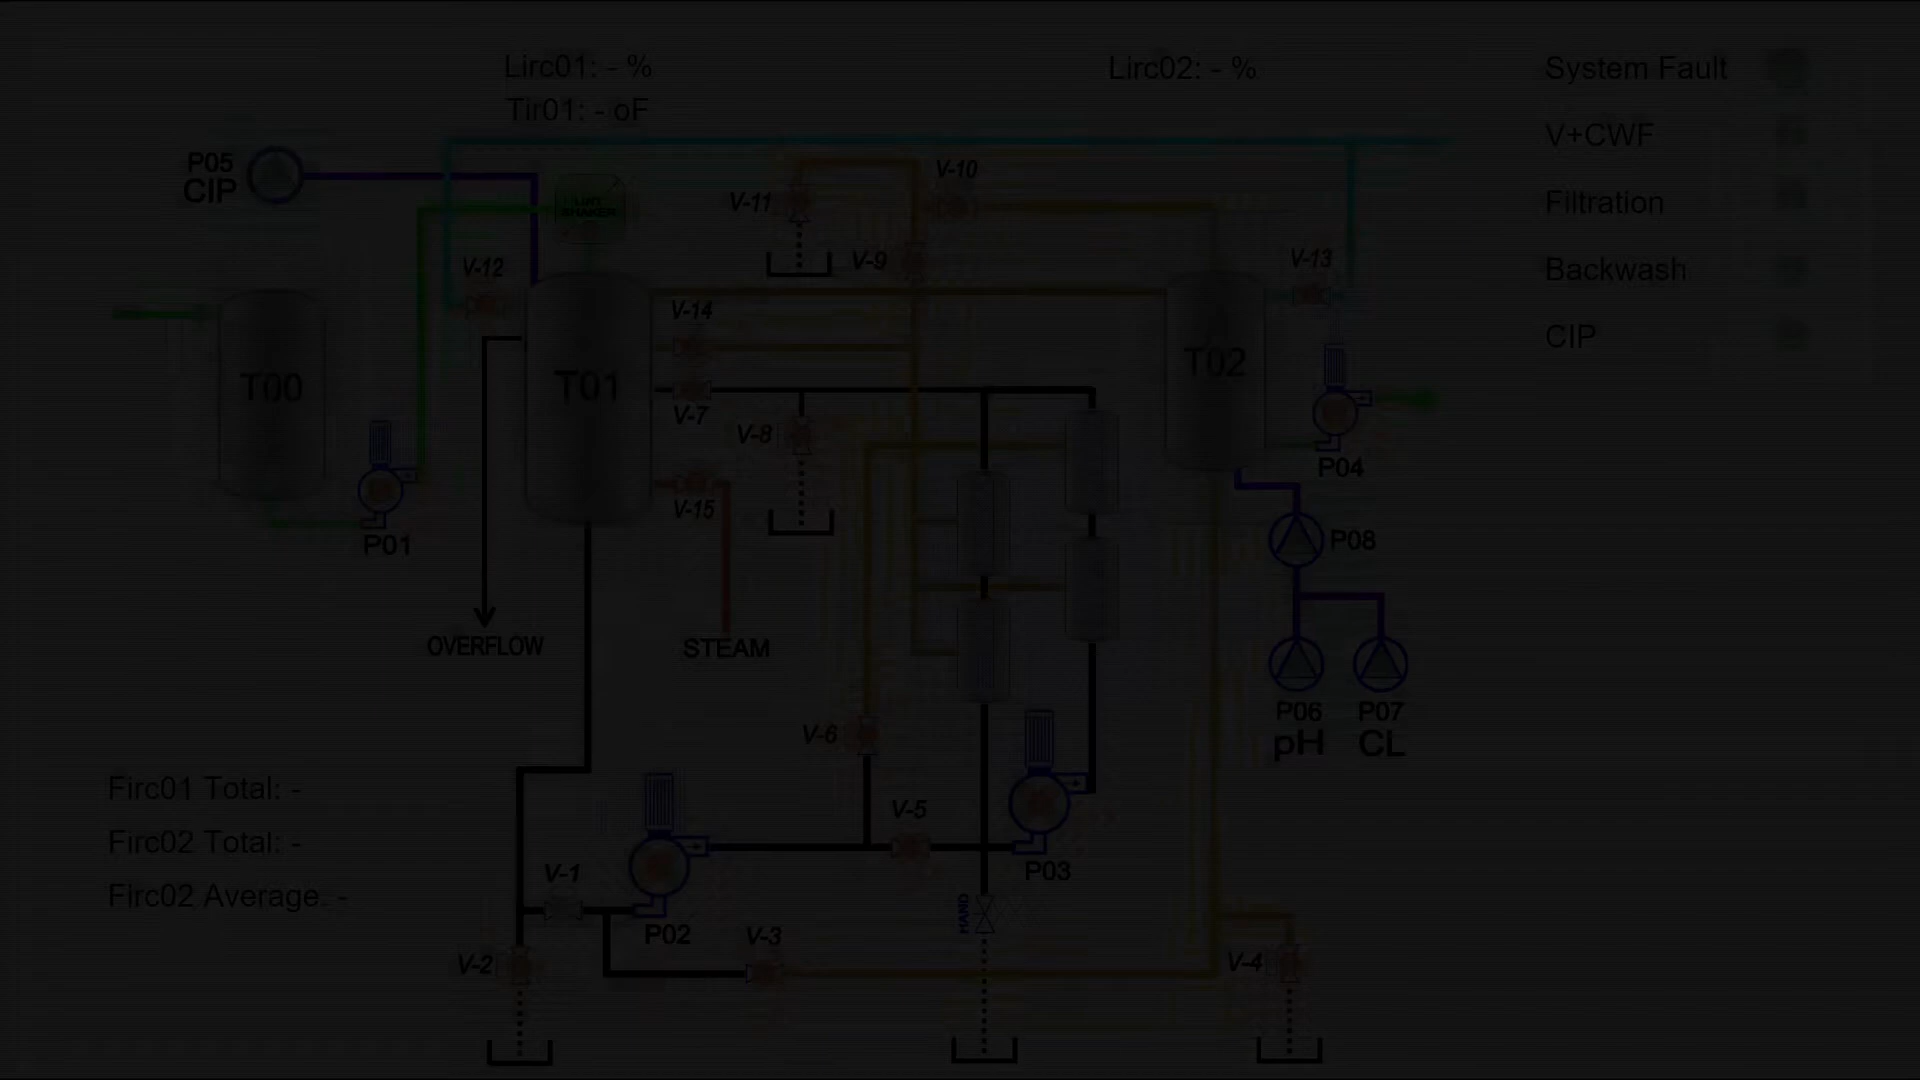 Lirc01: - %
Tir01: - oF
Lirc02: - %
System Fault
V+CWF
Filtration
Backwash
CIP
P05
CIP
LINT
SHAKER
V-11
V-10
V-9
V-12
V-13
V-14
T00
T01
T02
V-7
V-8
V-15
P01
P04
P08
OVERFLOW
STEAM
P06
pH
P07
CL
V-6
V-5
P03
Firc01 Total: -
Firc02 Total: -
Firc02 Average: -
V-1
P02
HAND
V-2
V-3
V-4